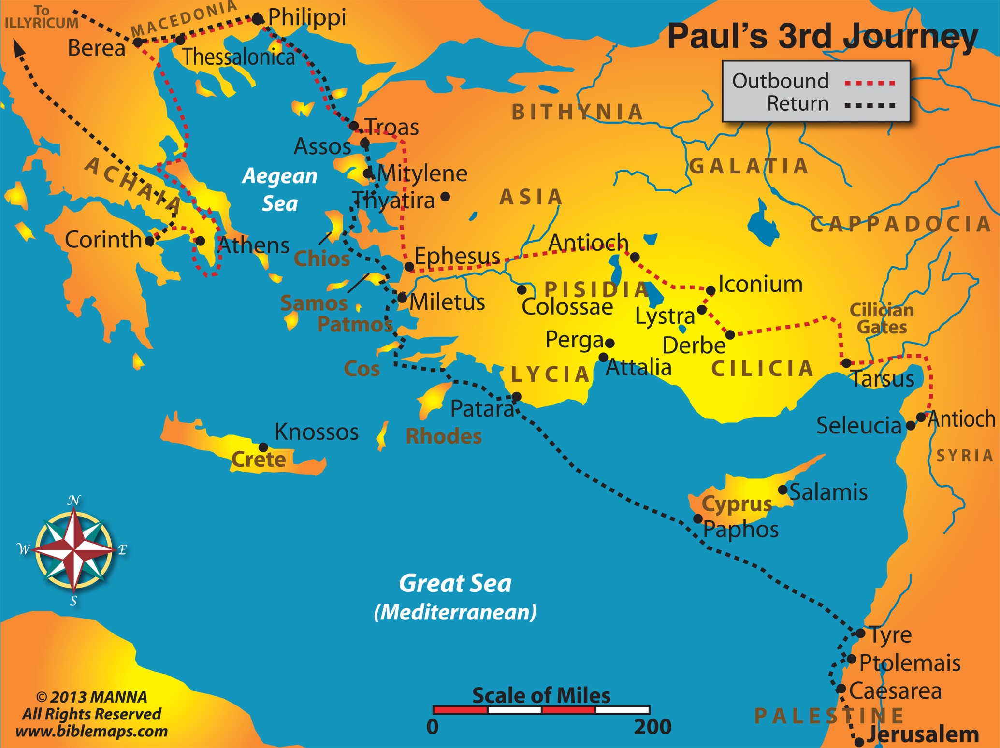 To
ILLYRICUM
MACEDONIA
Philippi
Berea
Thessalonica
Paul's 3rd Journey
Outbound
Return
BITHYNIA
Troas
Assos
ACHAIA
Aegean
Sea
Mitylene
Thyatira
GALATIA
ASIA
CAPPADOCIA
Corinth
Athens
Chios
Ephesus
Antioch
Samos
Patmos
Miletus
PISIDIA
Colossae
Iconium
Lystra
Cilician
Gates
Perga
Derbe
Cos
LYCIA
Attalia
CILICIA
Tarsus
Patara
Rhodes
Seleucia
Antioch
Knossos
Crete
SYRIA
Salamis
Cyprus
Paphos
N
W
E
S
Great Sea
(Mediterranean)
Tyre
Ptolemais
Caesarea
PALESTINE
Jerusalem
Scale of Miles
0
200
© 2013 MANNA
All Rights Reserved
www.biblemaps.com